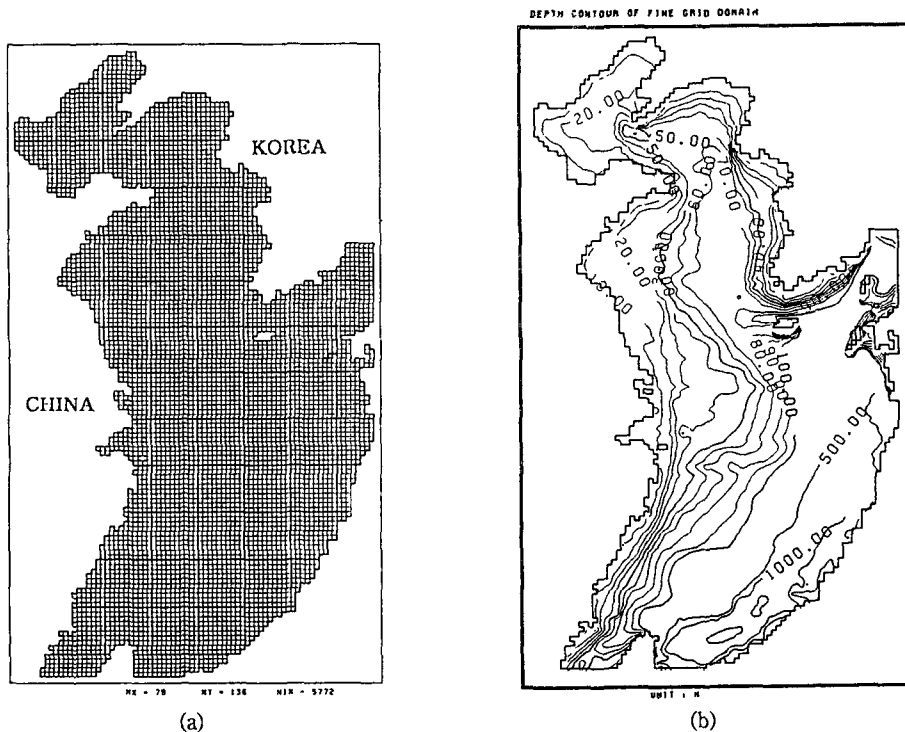 DEPTH CONTOUR OF FINE GRID DOMAIN
KOREA
CHINA
20.00
50.00
20.00
500.00
1000.00
NX = 79 NY = 136 NIX = 5772
UNIT : M
(a)
(b)